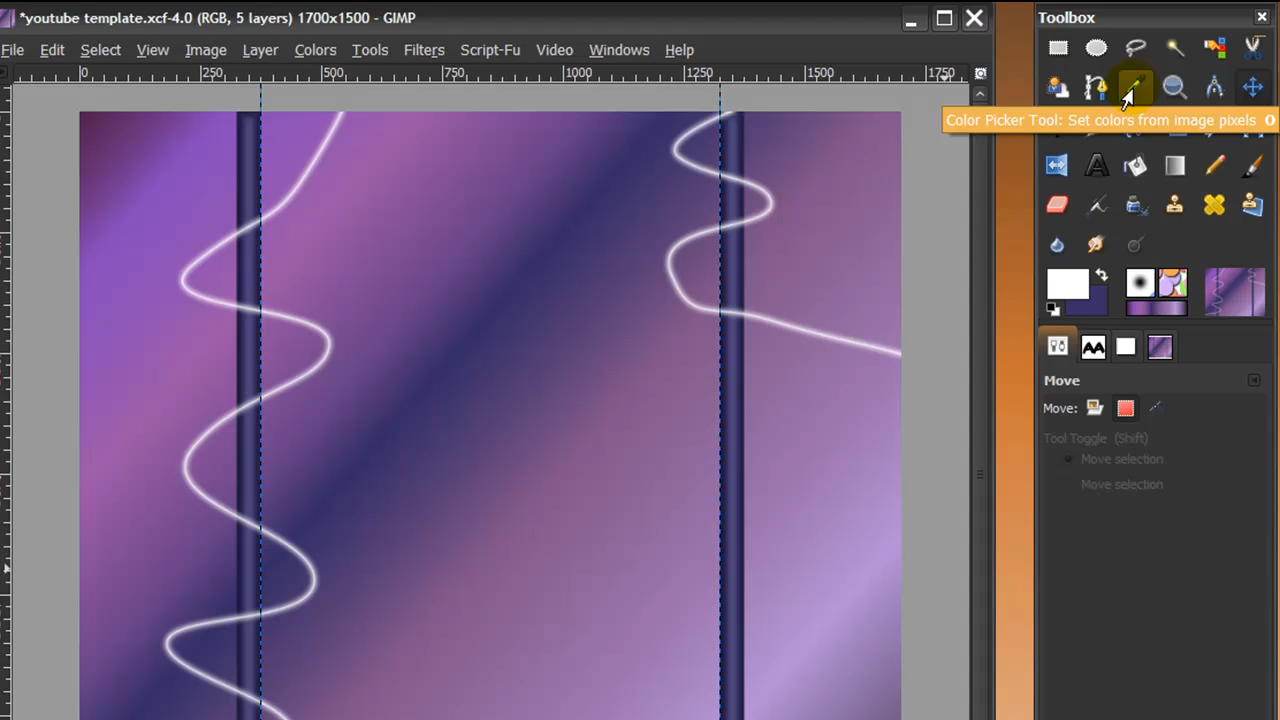 *youtube template.xcf-4.0 (RGB, 5 layers) 1700x1500 - GIMP
Toolbox
File Edit Select View Image Layer Colors Tools Filters Script-Fu Video Windows Help
0 250 500 750 1000 1250 1500 1750
Color Picker Tool: Set colors from image pixels O
Move
Move:
Tool Toggle (Shift)
Move selection
Move selection